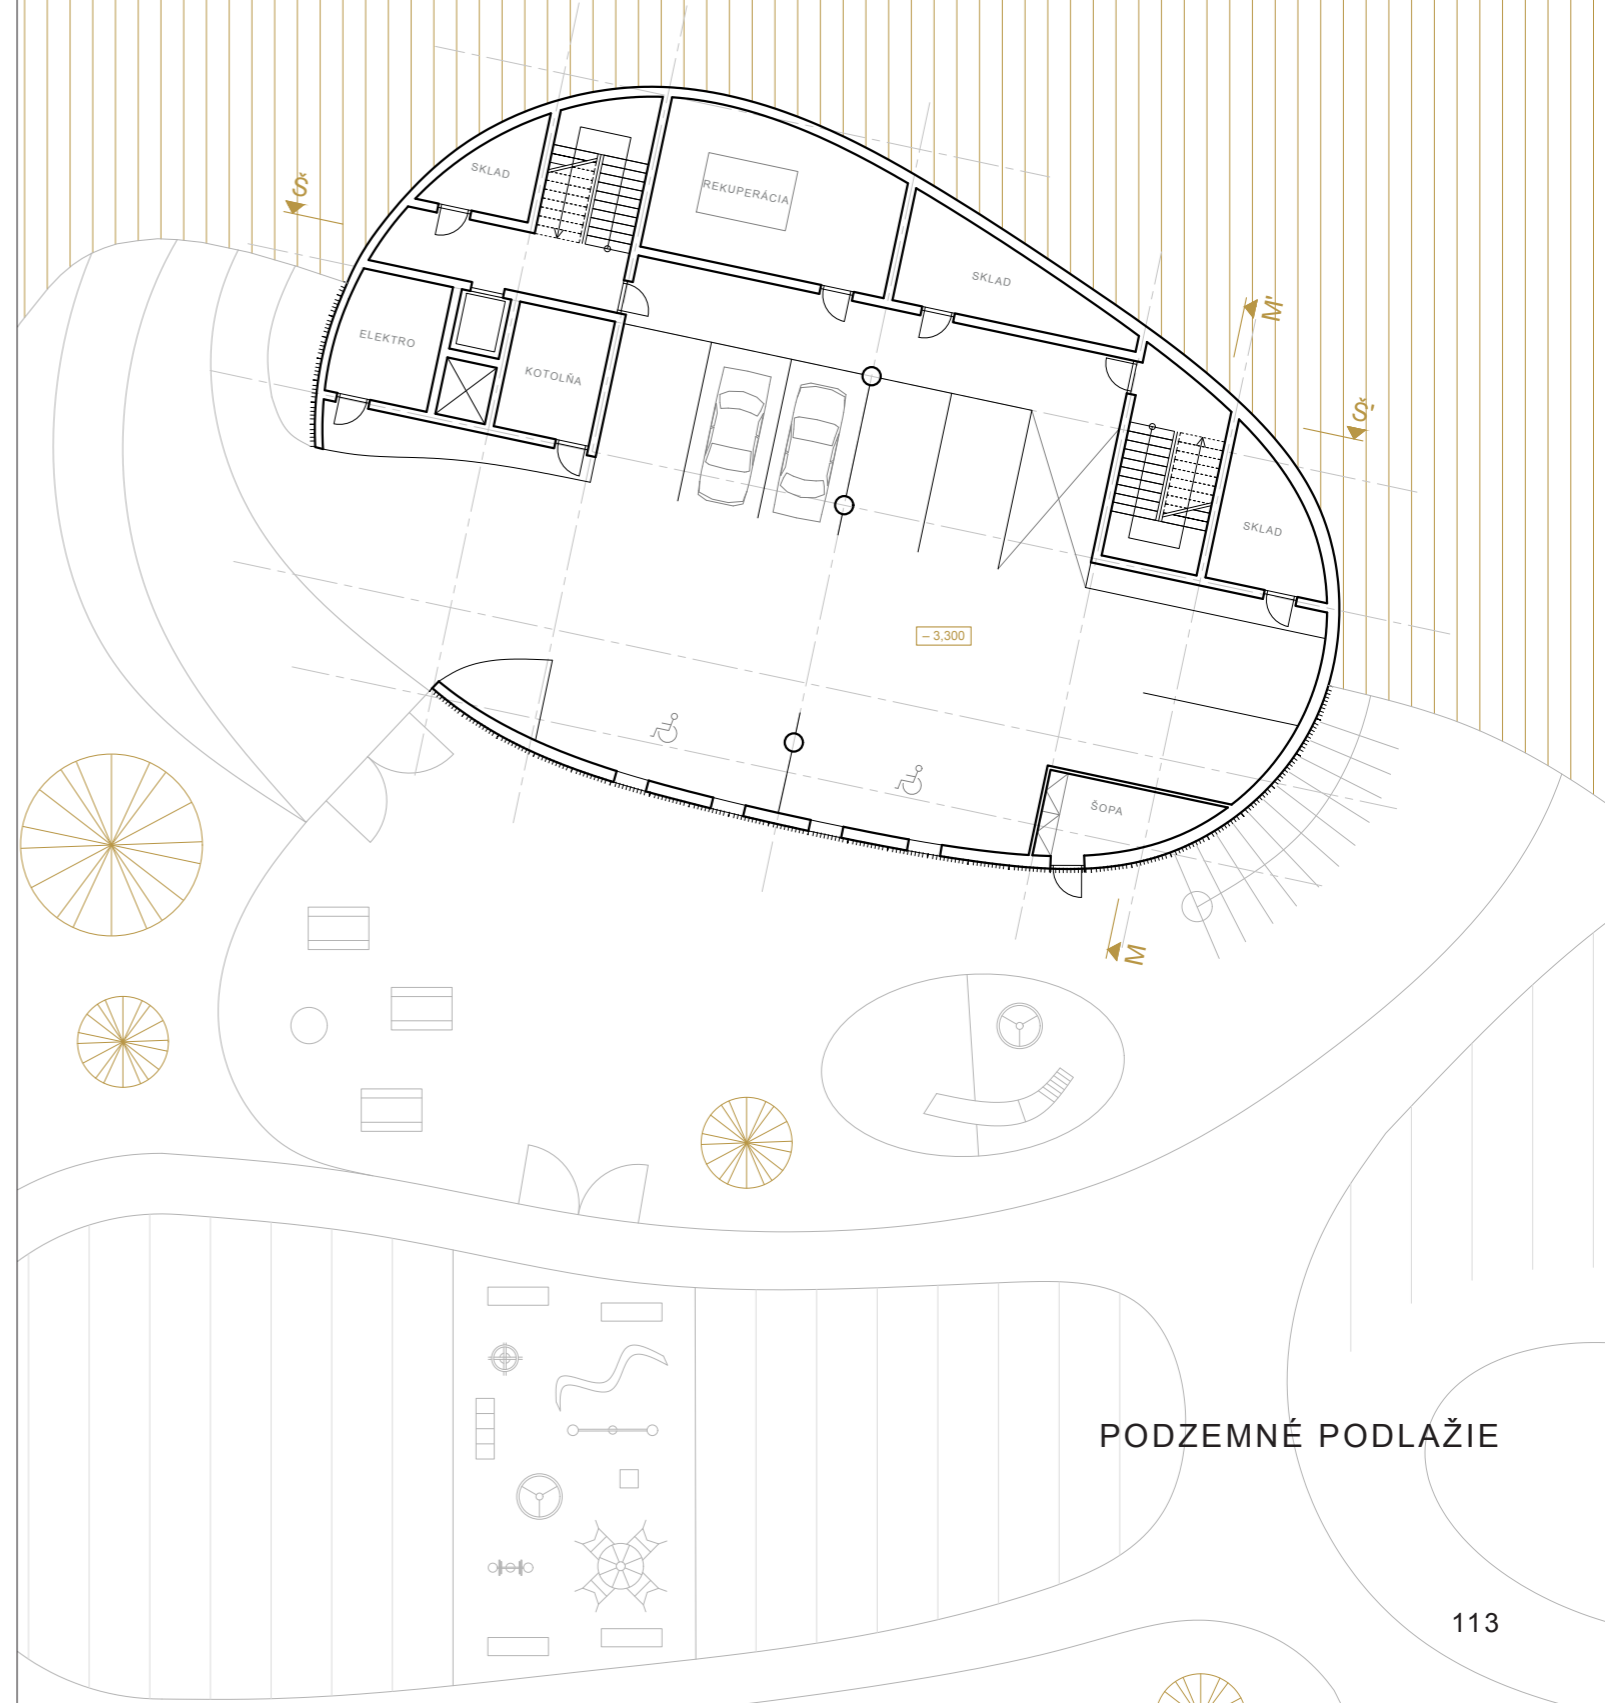 SKLAD
Š
REKUPERÁCIA
SKLAD
M'
ELEKTRO
KOTOLŇA
Š'
SKLAD
– 3,300
ŠOPA
M
PODZEMNÉ PODLAŽIE
113